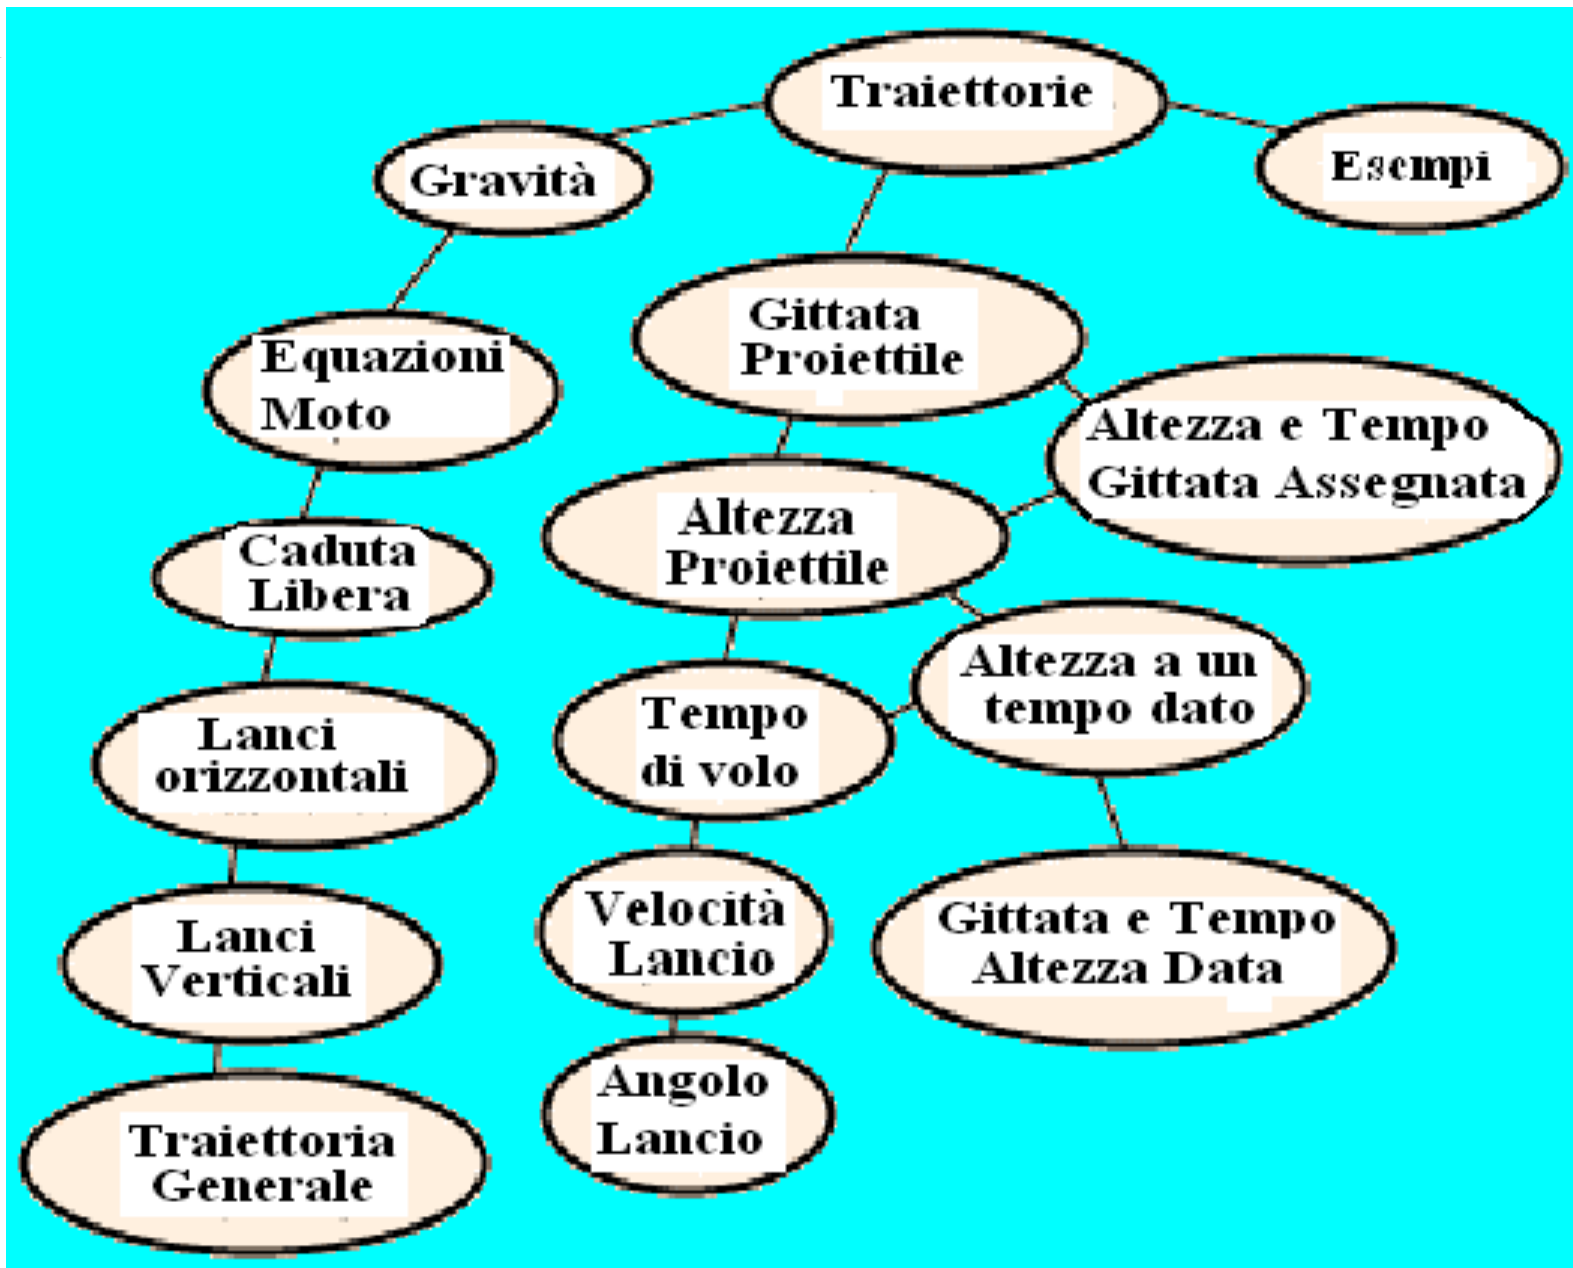 Traiettorie
Gravità
Esempi
Gittata
Proiettile
Equazioni
Moto
Altezza e Tempo
Gittata Assegnata
Altezza
Proiettile
Caduta
Libera
Altezza a un
tempo dato
Tempo
di volo
Lanci
orizzontali
Velocità
Lancio
Gittata e Tempo
Altezza Data
Lanci
Verticali
Angolo
Lancio
Traiettoria
Generale